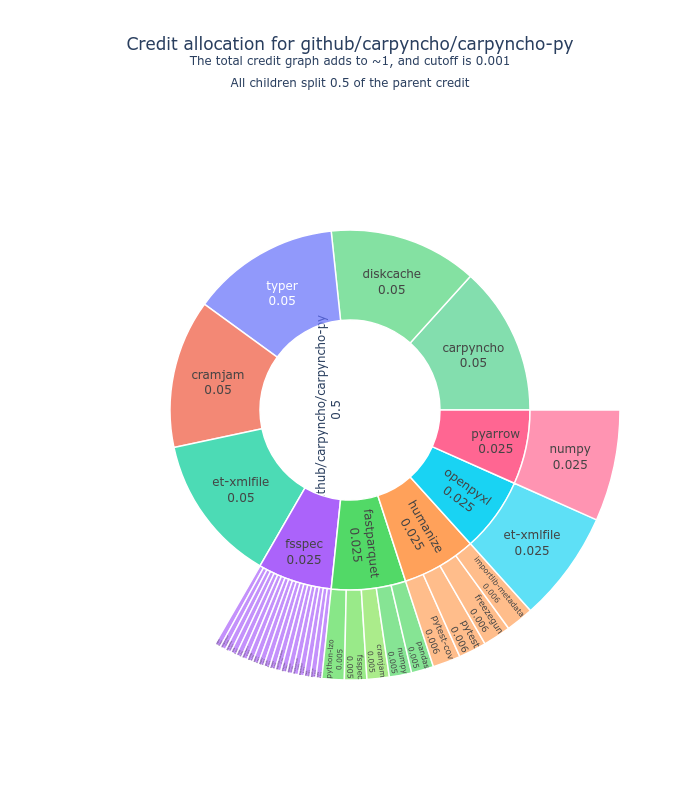 Credit allocation for github/carpyncho/carpyncho-py
The total credit graph adds to ~1, and cutoff is 0.001
All children split 0.5 of the parent credit
typer
0.05
diskcache
0.05
carpyncho
0.05
cramjam
0.05
thub/carpyncho/carpyncho-py
0.5
pyarrow
0.025
numpy
0.025
openpyxl
0.025
et-xmlfile
0.025
et-xmlfile
0.05
humanize
0.025
fastparquet
0.025
fsspec
0.025
importlib-metadata
0.006
freezegun
0.006
pytest
0.006
pytest-cov
0.006
pandas
0.005
numpy
0.005
cramjam
0.005
fsspec
0.005
python-lzo
0.005